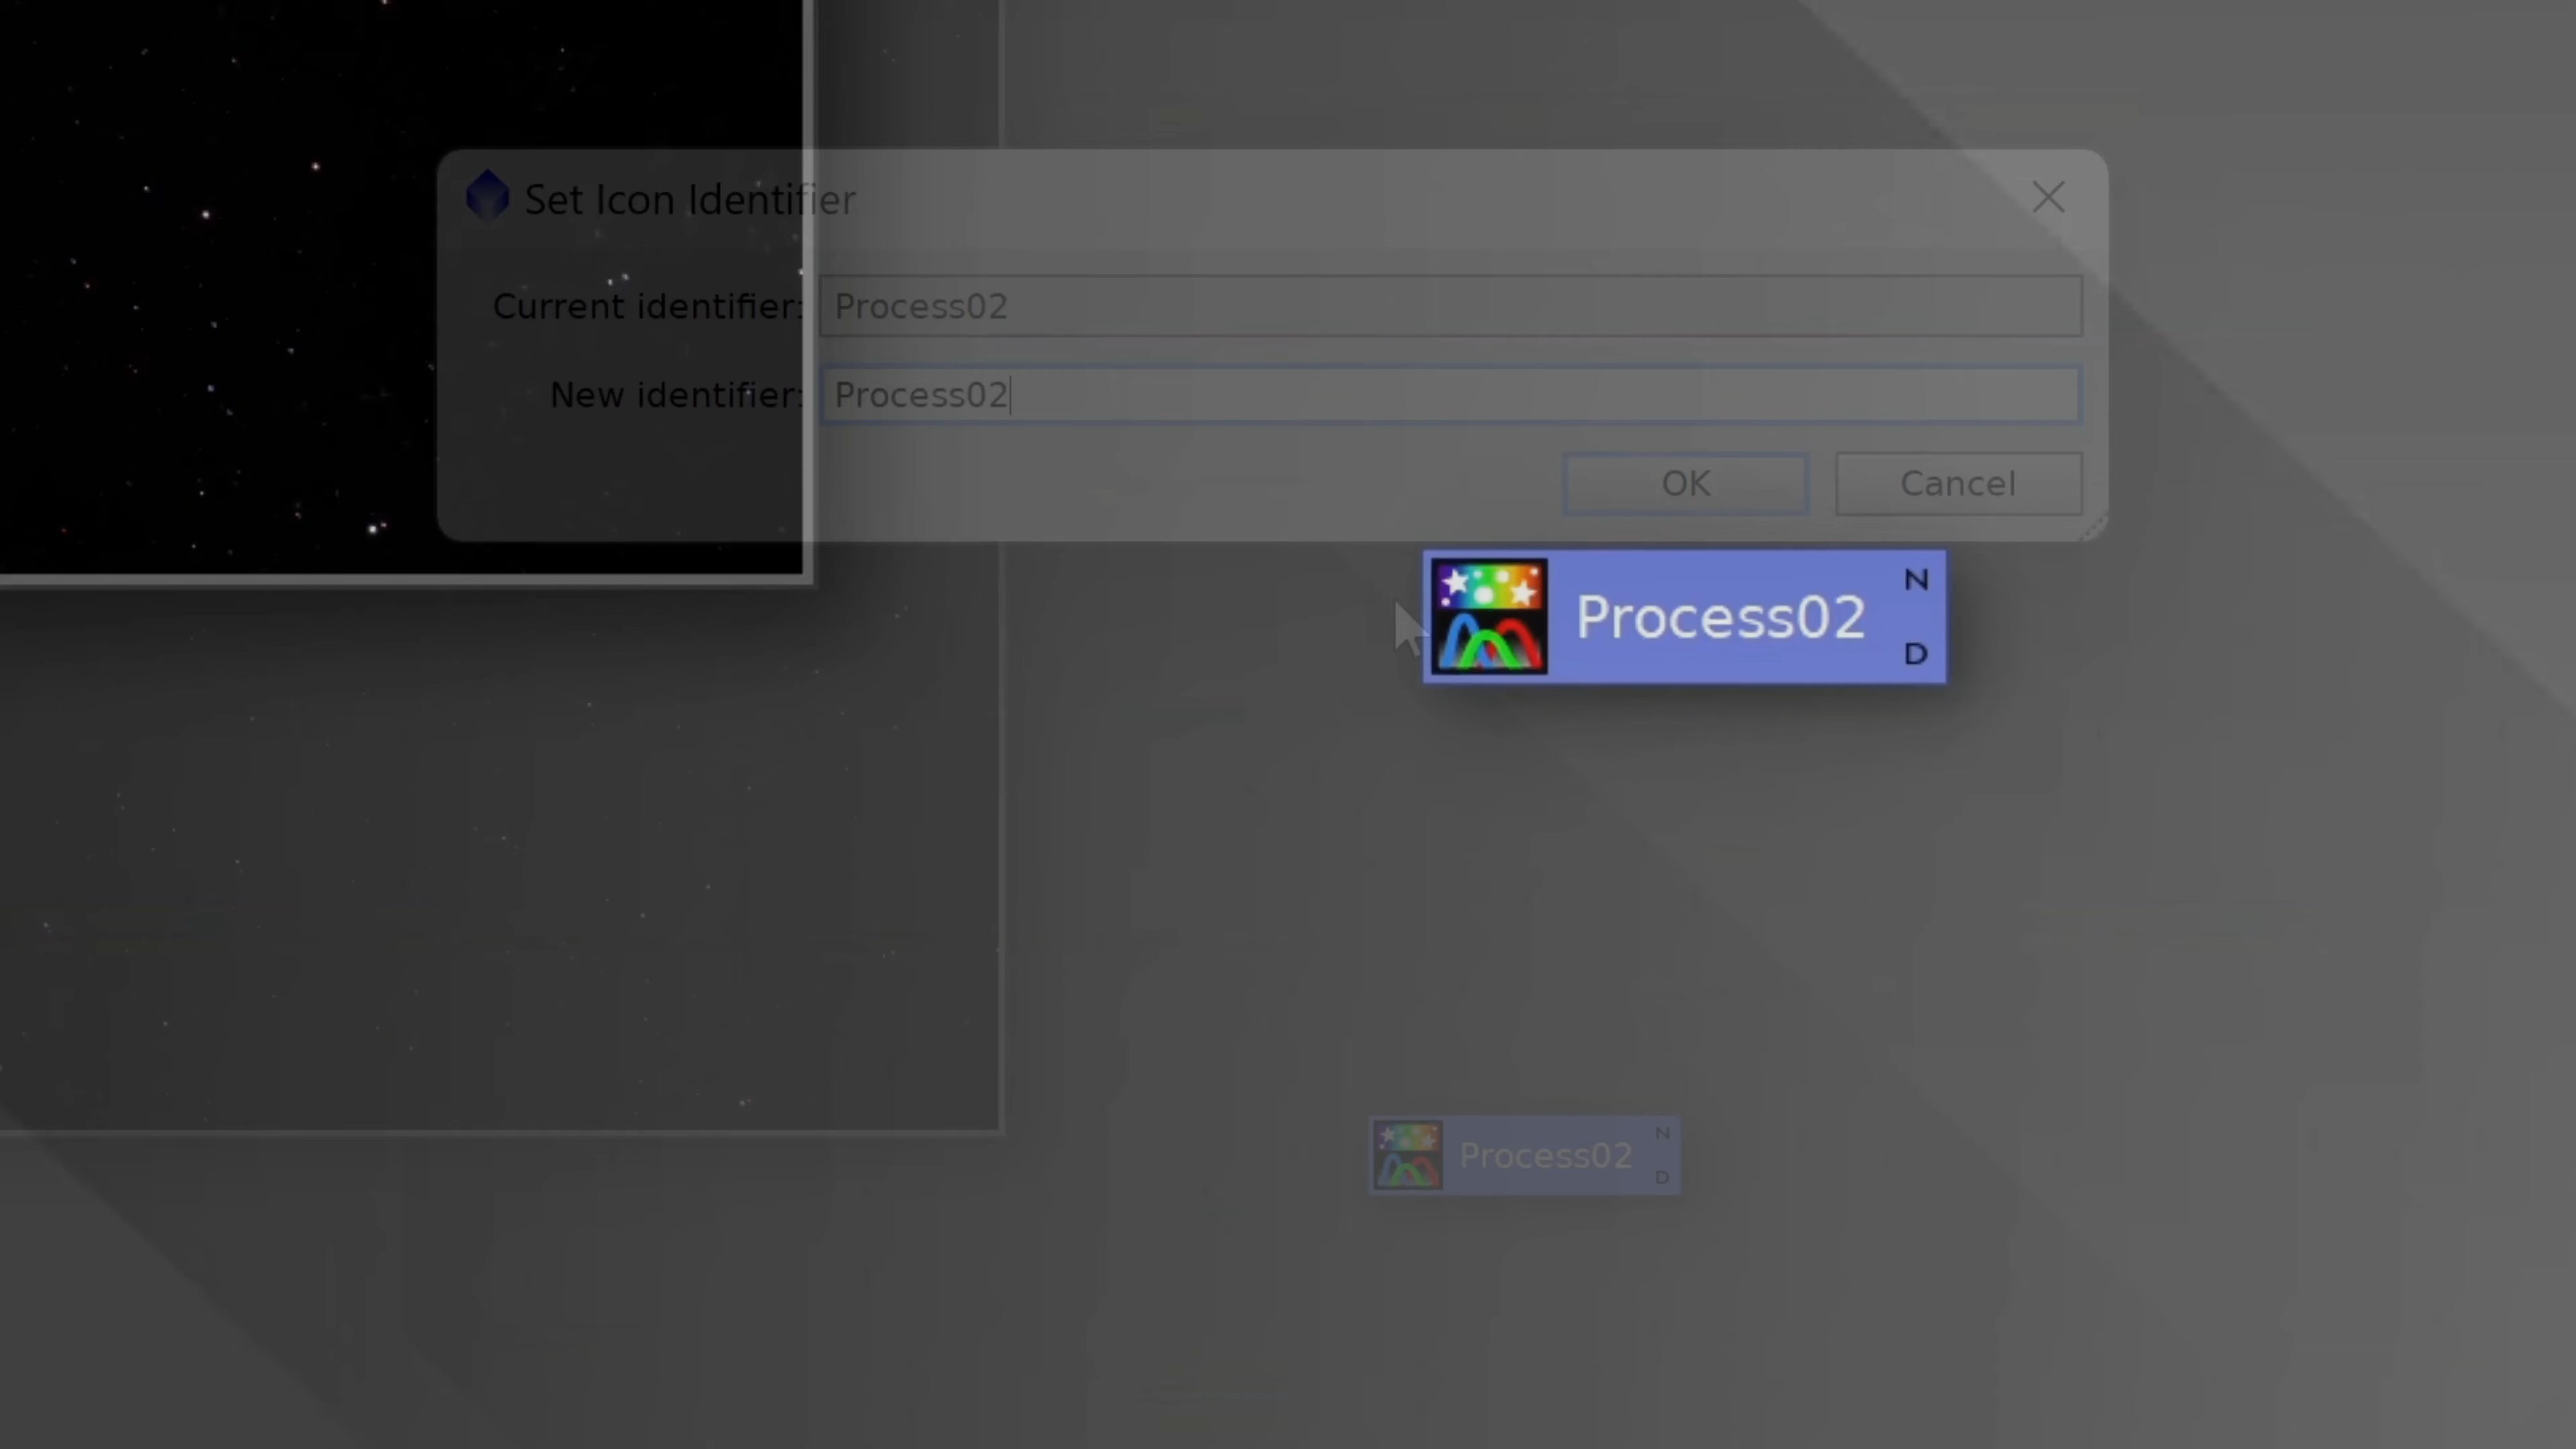 Set Icon Identifier
Current identifier: Process02
New identifier: Process02
OK Cancel
Process02 N D
Process02 N D